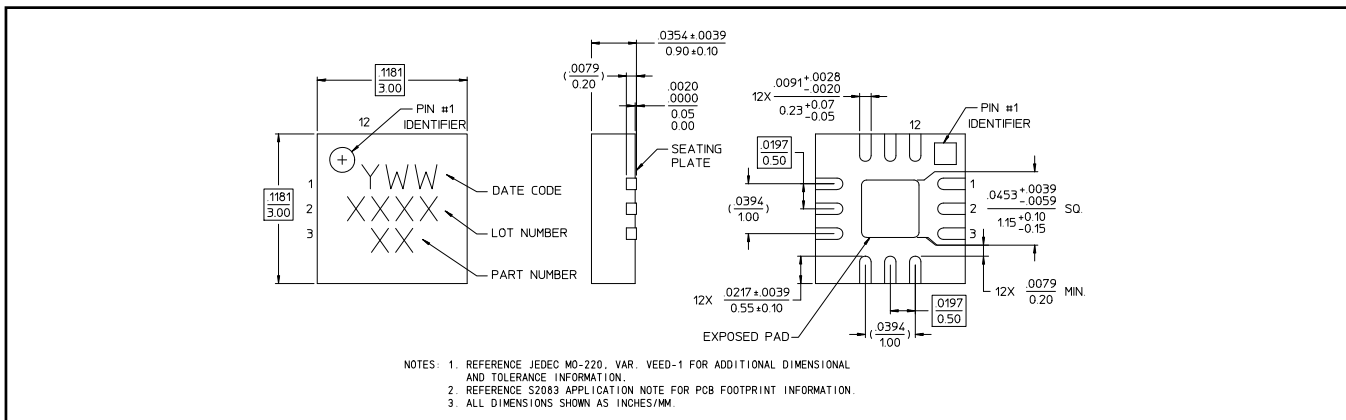 .1181
3.00
12
PIN #1
IDENTIFIER
.1181
3.00
1
2
3
YWW
XXXX
XX
DATE CODE
LOT NUMBER
PART NUMBER
.0354±.0039
0.90±0.10
(.0079
0.20)
.0020
.0000
0.05
0.00
SEATING
PLATE
12X .0091 +.0028
-.0020
0.23 +0.07
-0.05
12
PIN #1
IDENTIFIER
.0197
0.50
(.0394
1.00)
1
2
3
.0453 +.0039
-.0059
1.15 +0.10
-0.15
SQ.
12X .0217±.0039
0.55±0.10
EXPOSED PAD
(.0394
1.00)
.0197
0.50
12X .0079
0.20 MIN.
NOTES: 1. REFERENCE JEDEC MO-220, VAR. VEED-1 FOR ADDITIONAL DIMENSIONAL
AND TOLERANCE INFORMATION.
2. REFERENCE S2083 APPLICATION NOTE FOR PCB FOOTPRINT INFORMATION.
3. ALL DIMENSIONS SHOWN AS INCHES/MM.